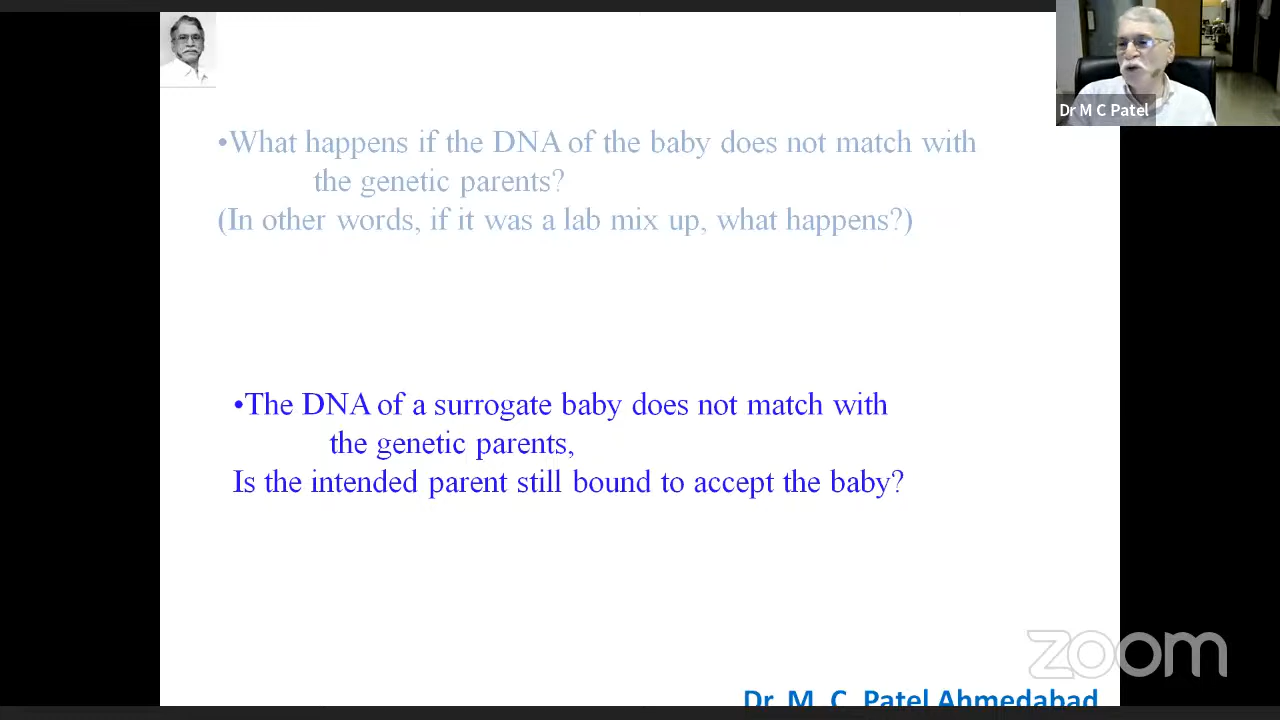 Dr M C Patel
•What happens if the DNA of the baby does not match with
the genetic parents?
(In other words, if it was a lab mix up, what happens?)
•The DNA of a surrogate baby does not match with
the genetic parents,
Is the intended parent still bound to accept the baby?
zoom
Dr. M. C. Patel Ahmedabad